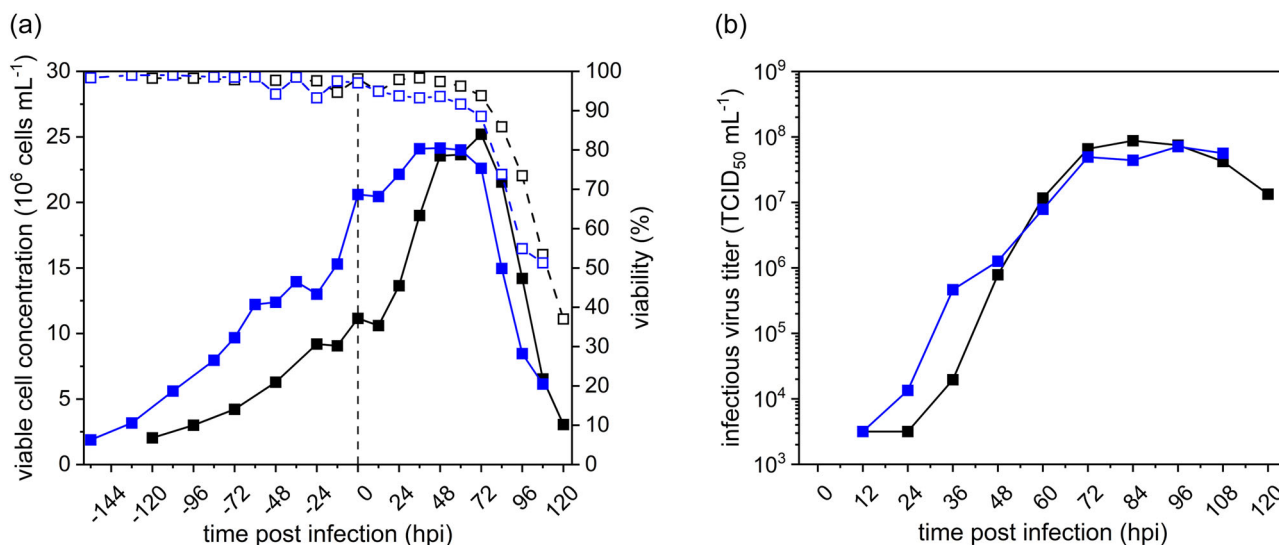 (a)
(b)
viable cell concentration (10⁶ cells mL⁻¹)
30
25
20
15
10
5
0
100
90
80
70
60
50
40
30
20
10
0
viability (%)
-144 -120 -96 -72 -48 -24 0 24 48 72 96 120
time post infection (hpi)
infectious virus titer (TCID₅₀ mL⁻¹)
10⁹
10⁸
10⁷
10⁶
10⁵
10⁴
10³
0 12 24 36 48 60 72 84 96 108 120
time post infection (hpi)